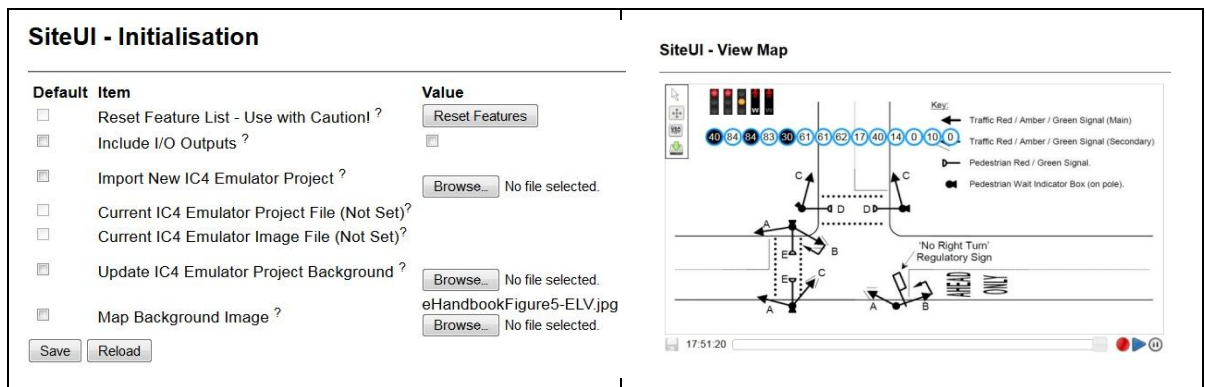 SiteUI - Initialisation
Default Item Value
Reset Feature List - Use with Caution! ? Reset Features
Include I/O Outputs ?
Import New IC4 Emulator Project ? Browse... No file selected.
Current IC4 Emulator Project File (Not Set)?
Current IC4 Emulator Image File (Not Set)?
Update IC4 Emulator Project Background ? Browse... No file selected.
eHandbookFigure5-ELV.jpg
Map Background Image ? Browse... No file selected.
Save Reload
SiteUI - View Map
W W
Key:
Traffic Red / Amber / Green Signal (Main)
40 84 84 83 30 61 61 62 17 40 14 0 10 0
Traffic Red / Amber / Green Signal (Secondary)
Pedestrian Red / Green Signal.
Pedestrian Wait Indicator Box (on pole).
C C
D D
A
B
E
'No Right Turn'
Regulatory Sign
E C
AHEAD
ONLY
A A B
17:51:20